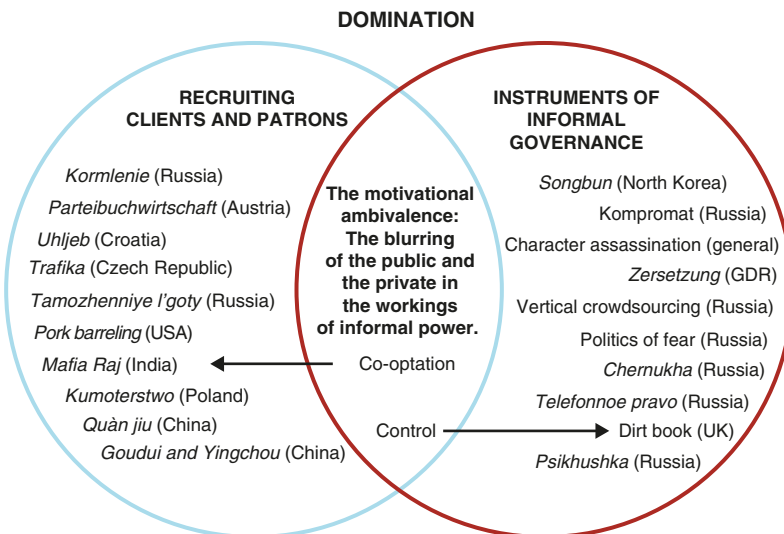 DOMINATION
RECRUITING
CLIENTS AND PATRONS
Kormlenie (Russia)
Parteibuchwirtschaft (Austria)
Uhljeb (Croatia)
Trafika (Czech Republic)
Tamozhenniye l'goty (Russia)
Pork barreling (USA)
Mafia Raj (India)
Kumoterstwo (Poland)
Quàn jiu (China)
Goudui and Yingchou (China)
The motivational
ambivalence:
The blurring
of the public and
the private in
the workings
of informal power.
Co-optation
Control
INSTRUMENTS OF
INFORMAL
GOVERNANCE
Songbun (North Korea)
Kompromat (Russia)
Character assassination (general)
Zersetzung (GDR)
Vertical crowdsourcing (Russia)
Politics of fear (Russia)
Chernukha (Russia)
Telefonnoe pravo (Russia)
Dirt book (UK)
Psikhushka (Russia)